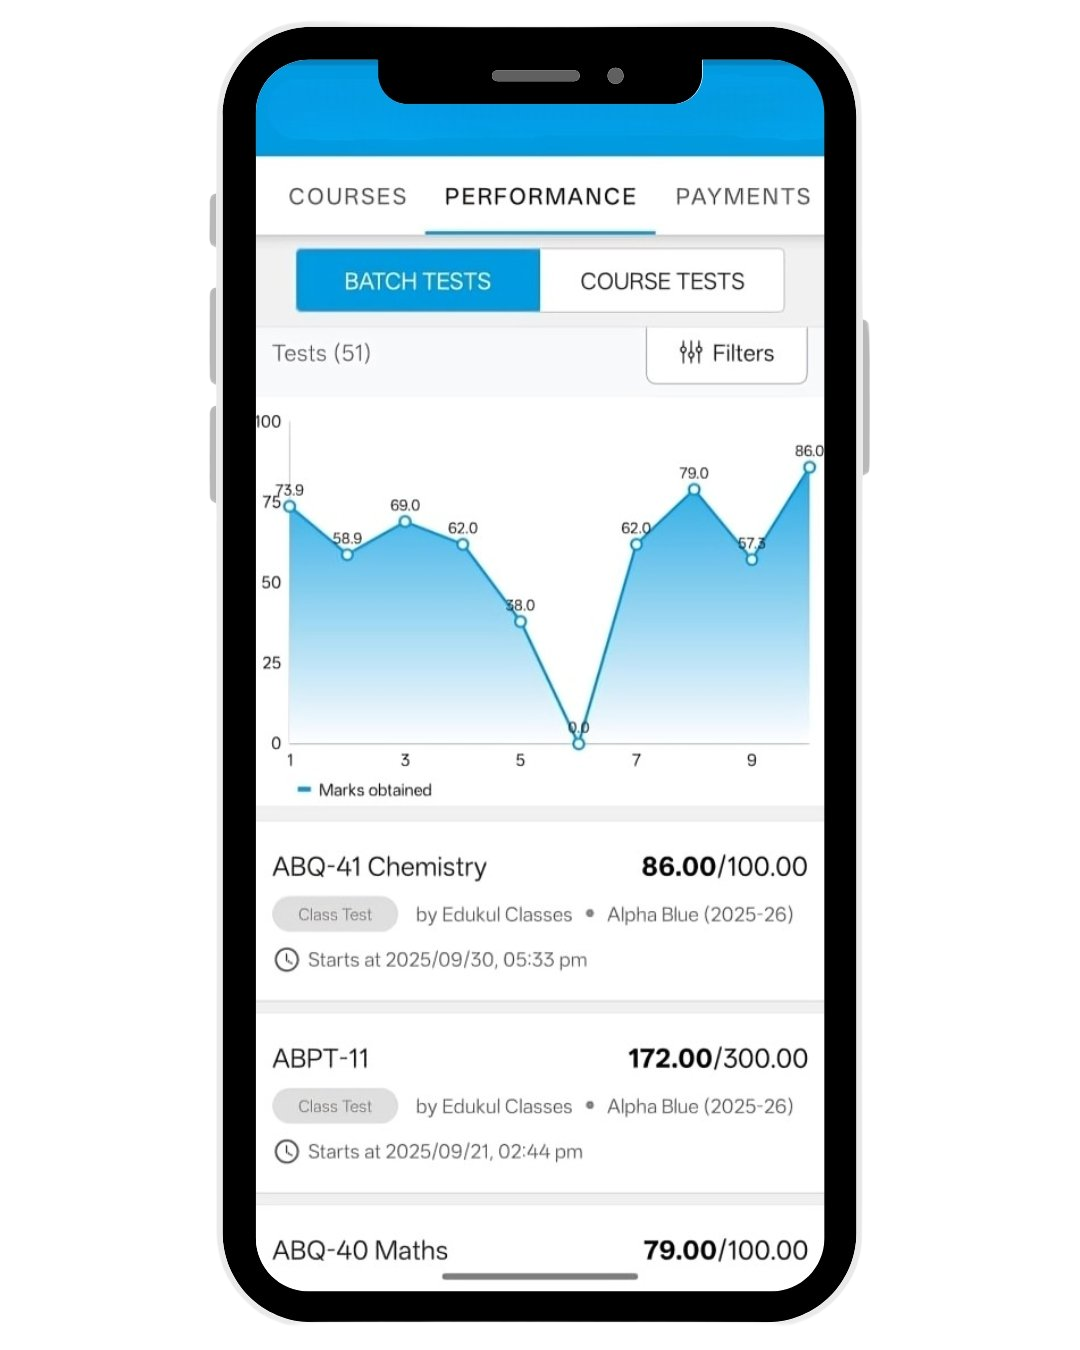 COURSES PERFORMANCE PAYMENTS
BATCH TESTS COURSE TESTS
Tests (51) Filters
100
75
50
25
0
73.9
58.9
69.0
62.0
38.0
0.0
62.0
79.0
57.3
86.0
1 3 5 7 9
Marks obtained
ABQ-41 Chemistry 86.00/100.00
Class Test by Edukul Classes • Alpha Blue (2025-26)
Starts at 2025/09/30, 05:33 pm
ABPT-11 172.00/300.00
Class Test by Edukul Classes • Alpha Blue (2025-26)
Starts at 2025/09/21, 02:44 pm
ABQ-40 Maths 79.00/100.00